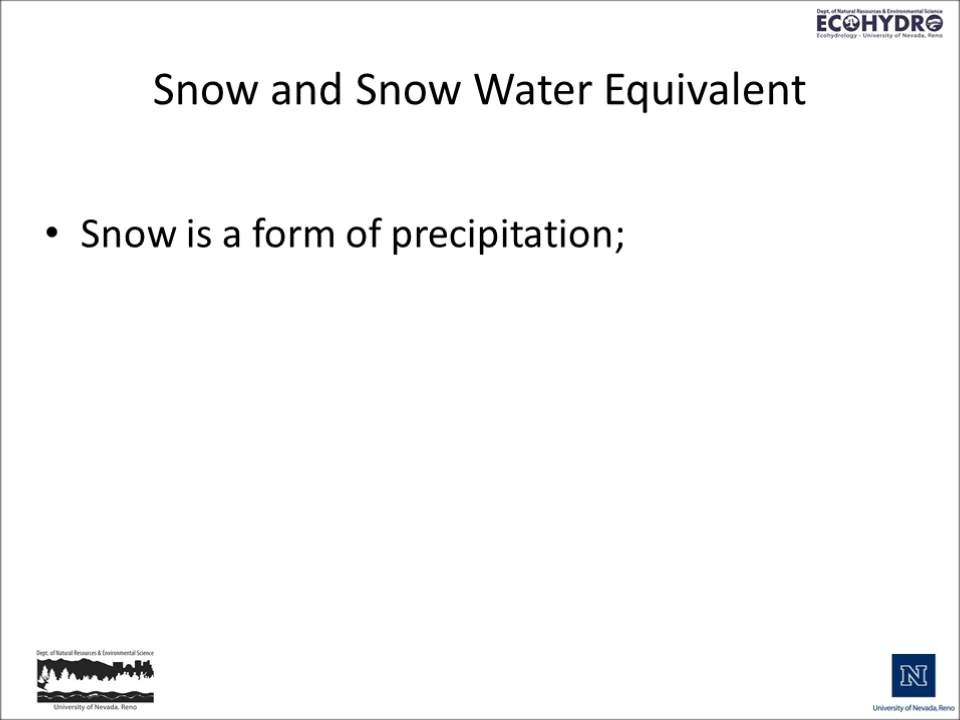 Dept. of Natural Resources & Environmental Science
ECOHYDRO
Ecohydrology - University of Nevada, Reno
Snow and Snow Water Equivalent
• Snow is a form of precipitation;
Dept. of Natural Resources & Environmental Science
University of Nevada, Reno
N
University of Nevada, Reno